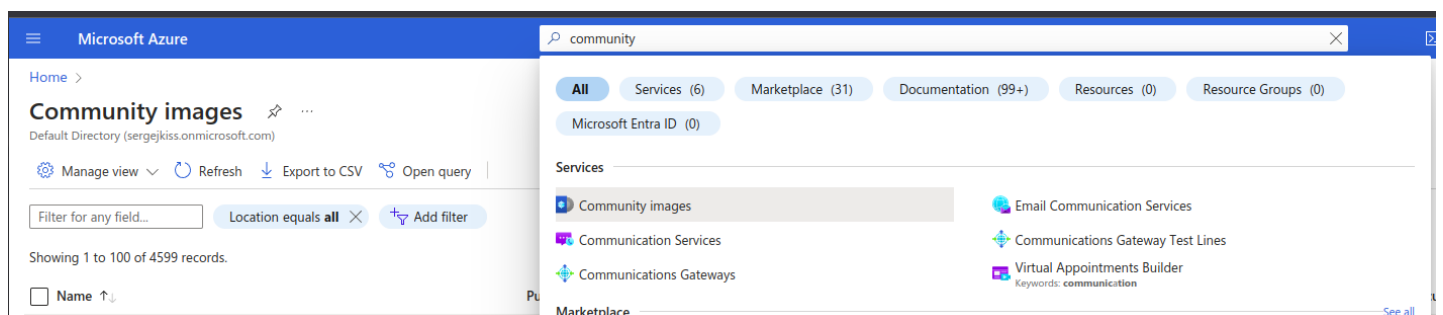 Microsoft Azure
community
Home >
Community images
...
Default Directory (sergejkiss.onmicrosoft.com)
Manage view
Refresh
Export to CSV
Open query
Filter for any field...
Location equals all
Add filter
Showing 1 to 100 of 4599 records.
Name
All
Services (6)
Marketplace (31)
Documentation (99+)
Resources (0)
Resource Groups (0)
Microsoft Entra ID (0)
Services
Community images
Email Communication Services
Communication Services
Communications Gateway Test Lines
Communications Gateways
Virtual Appointments Builder
Keywords: communication
Marketplace
See all